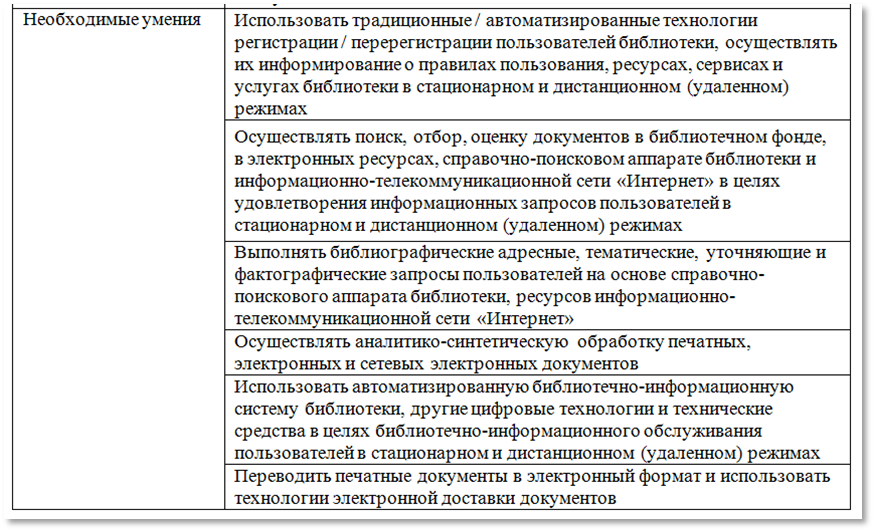 Необходимые умения
Использовать традиционные / автоматизированные технологии
регистрации / перерегистрации пользователей библиотеки, осуществлять
их информирование о правилах пользования, ресурсах, сервисах и
услугах библиотеки в стационарном и дистанционном (удаленном)
режимах
Осуществлять поиск, отбор, оценку документов в библиотечном фонде,
в электронных ресурсах, справочно-поисковом аппарате библиотеки и
информационно-телекоммуникационной сети «Интернет» в целях
удовлетворения информационных запросов пользователей в
стационарном и дистанционном (удаленном) режимах
Выполнять библиографические адресные, тематические, уточняющие и
фактографические запросы пользователей на основе справочно-
поискового аппарата библиотеки, ресурсов информационно-
телекоммуникационной сети «Интернет»
Осуществлять аналитико-синтетическую обработку печатных,
электронных и сетевых электронных документов
Использовать автоматизированную библиотечно-информационную
систему библиотеки, другие цифровые технологии и технические
средства в целях библиотечно-информационного обслуживания
пользователей в стационарном и дистанционном (удаленном) режимах
Переводить печатные документы в электронный формат и использовать
технологии электронной доставки документов